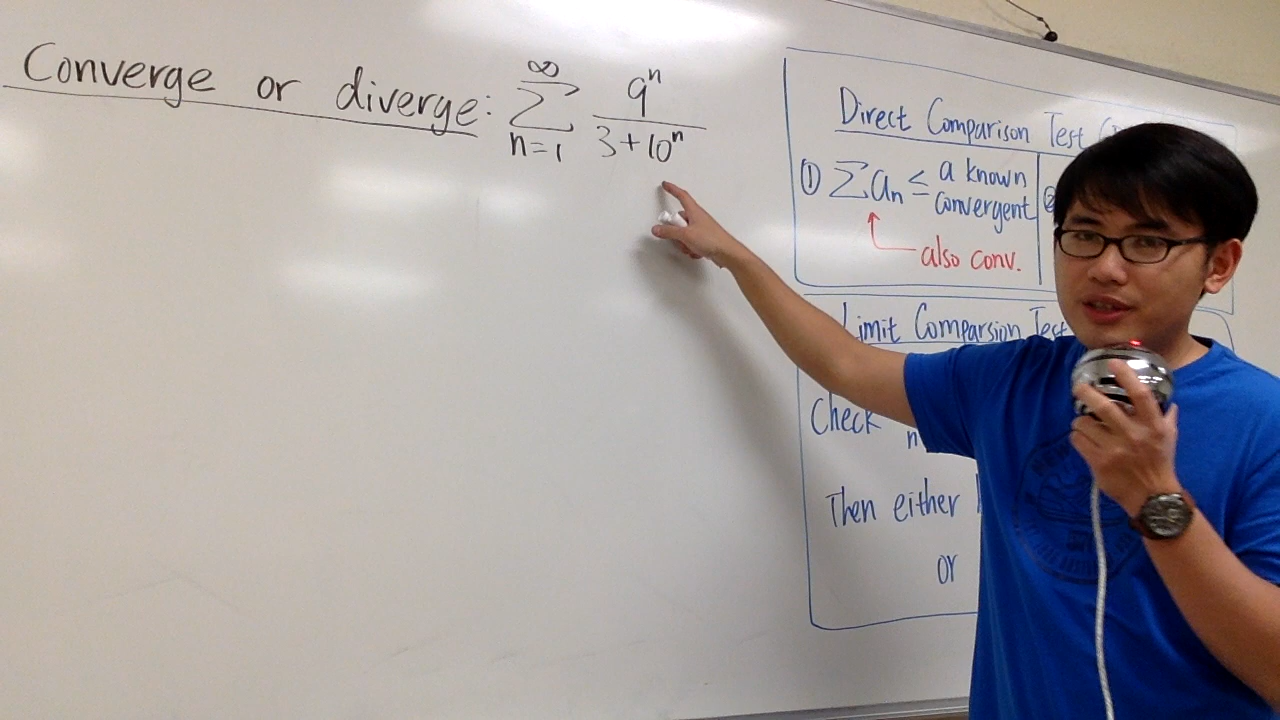 Converge or diverge: ∞ ∑ n=1 9ⁿ / 3+10ⁿ
Direct Comparison Test
① ∑aₙ ≤ a known convergent
also conv.
Limit Comparsion Test
Check
n
Then either
or